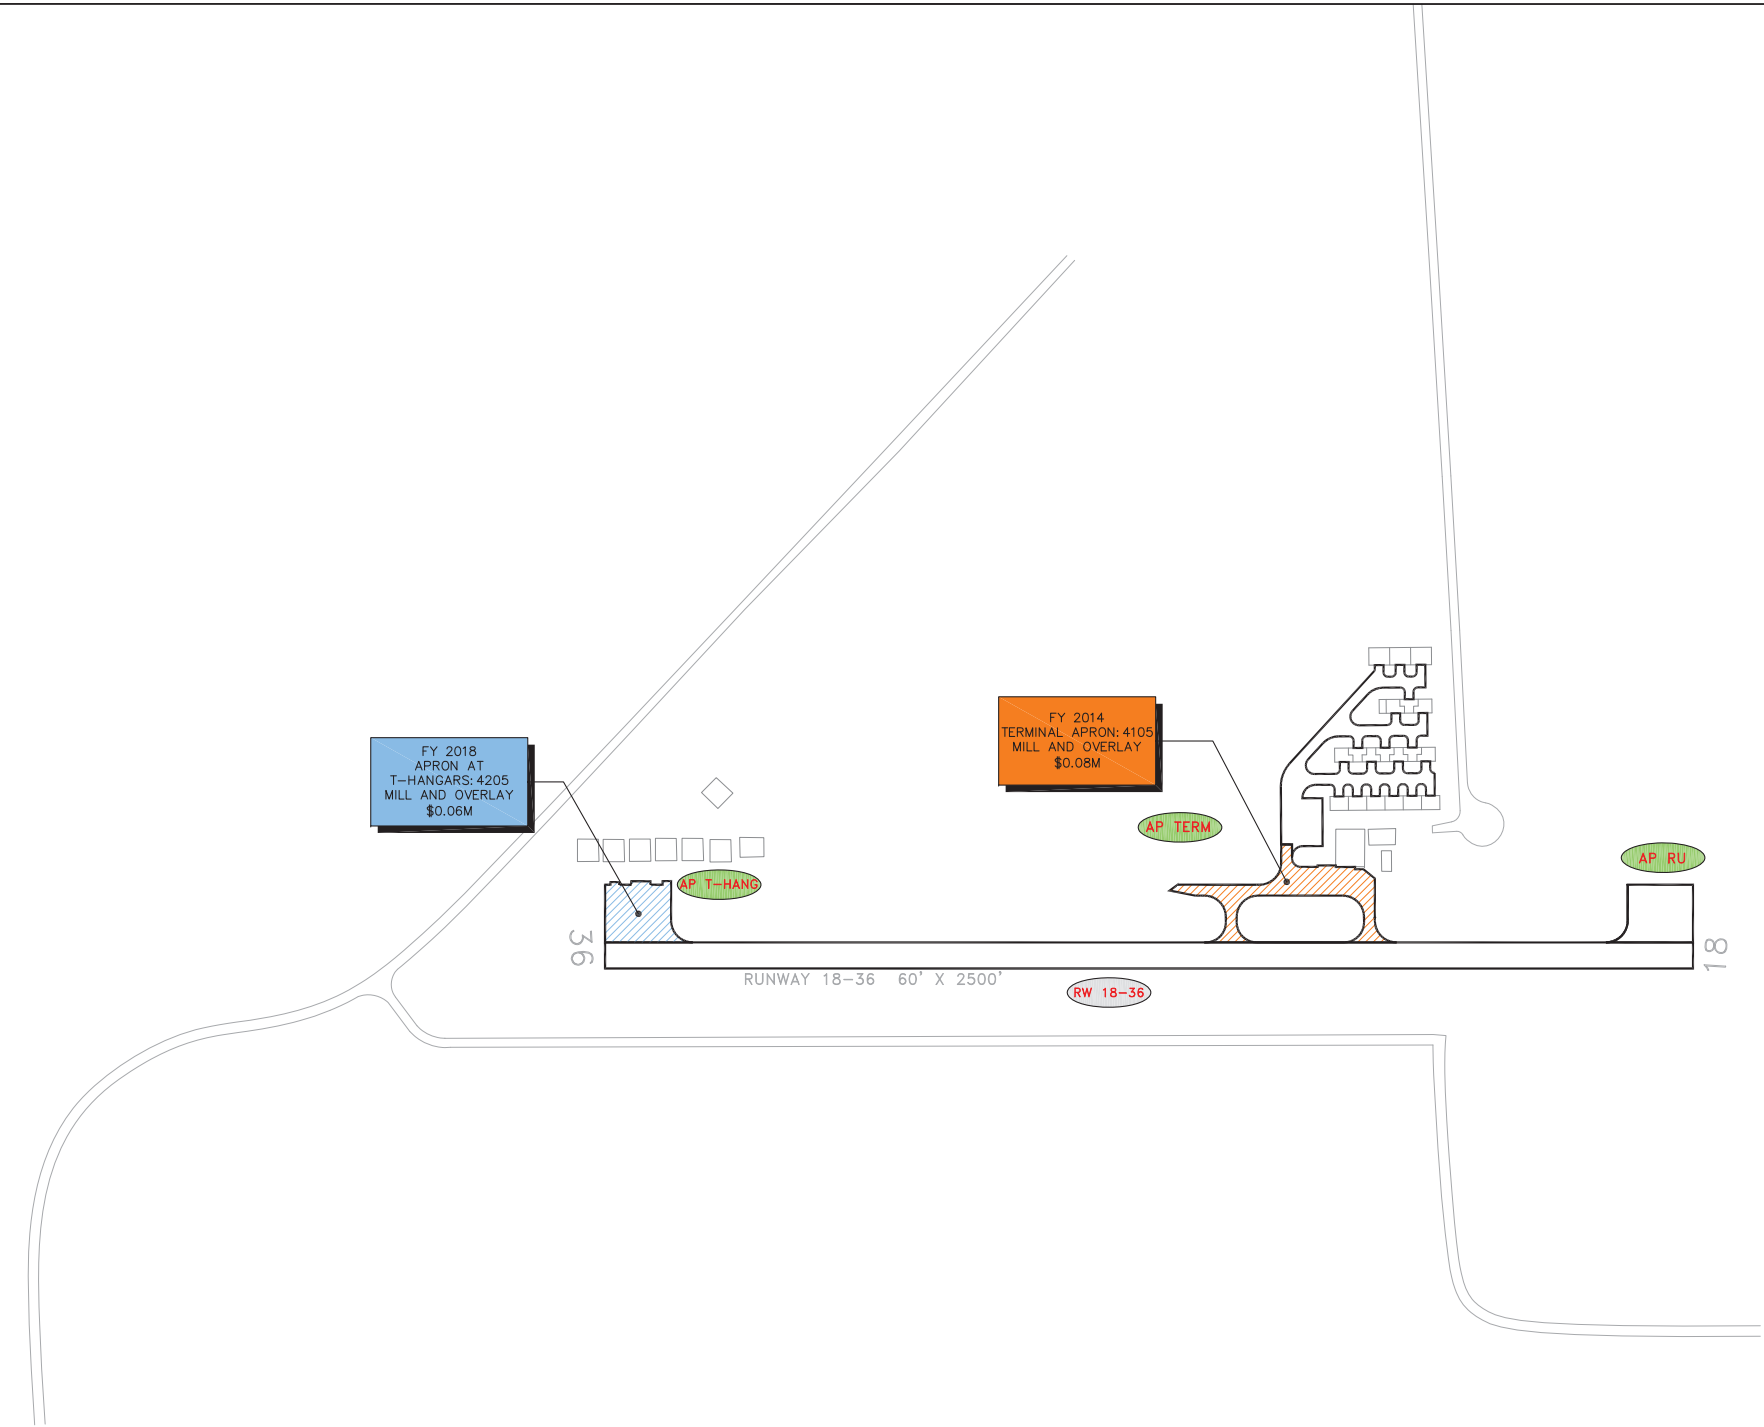 FY 2014
TERMINAL APRON: 4105
MILL AND OVERLAY
$0.08M
FY 2018
APRON AT
T-HANGARS: 4205
MILL AND OVERLAY
$0.06M
AP TERM
AP RU
AP T-HANG
36
18
RUNWAY 18-36 60' X 2500'
RW 18-36